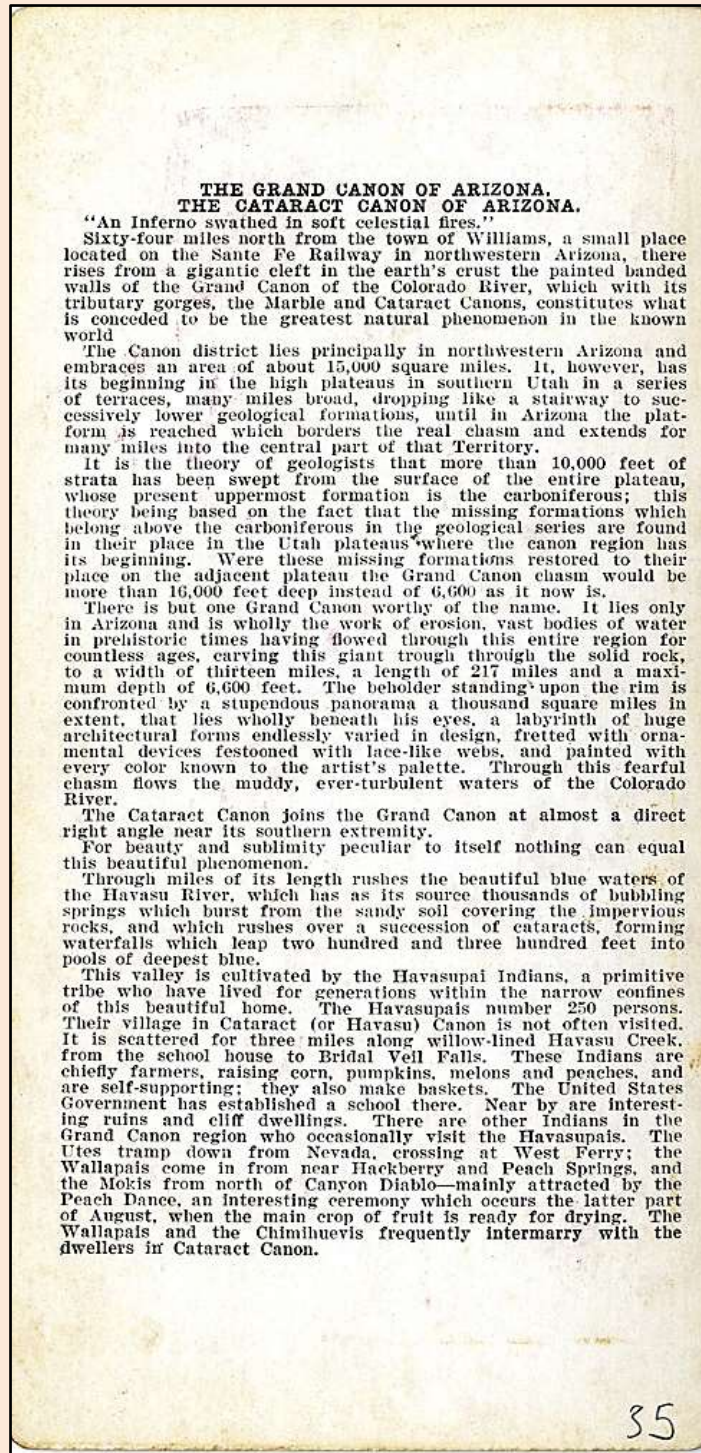 THE GRAND CANON OF ARIZONA.
THE CATARACT CANON OF ARIZONA.
"An Inferno swathed in soft celestial fires."
Sixty-four miles north from the town of Williams, a small place
located on the Sante Fe Railway in northwestern Arizona, there
rises from a gigantic cleft in the earth's crust the painted banded
walls of the Grand Canon of the Colorado River, which with its
tributary gorges, the Marble and Cataract Canons, constitutes what
is conceded to be the greatest natural phenomenon in the known
world
The Canon district lies principally in northwestern Arizona and
embraces an area of about 15,000 square miles. It, however, has
its beginning in the high plateaus in southern Utah in a series
of terraces, many miles broad, dropping like a stairway to suc-
cessively lower geological formations, until in Arizona the plat-
form is reached which borders the real chasm and extends for
many miles into the central part of that Territory.
It is the theory of geologists that more than 10,000 feet of
strata has been swept from the surface of the entire plateau,
whose present uppermost formation is the carboniferous; this
theory being based on the fact that the missing formations which
belong above the carboniferous in the geological series are found
in their place in the Utah plateaus where the canon region has
its beginning. Were these missing formations restored to their
place on the adjacent plateau the Grand Canon chasm would be
more than 16,000 feet deep instead of 6,600 as it now is.
There is but one Grand Canon worthy of the name. It lies only
in Arizona and is wholly the work of erosion, vast bodies of water
in prehistoric times having flowed through this entire region for
countless ages, carving this giant trough through the solid rock,
to a width of thirteen miles, a length of 217 miles and a maxi-
mum depth of 6,600 feet. The beholder standing upon the rim is
confronted by a stupendous panorama a thousand square miles in
extent, that lies wholly beneath his eyes, a labyrinth of huge
architectural forms endlessly varied in design, fretted with orna-
mental devices festooned with lace-like webs, and painted with
every color known to the artist's palette. Through this fearful
chasm flows the muddy, ever-turbulent waters of the Colorado
River.
The Cataract Canon joins the Grand Canon at almost a direct
right angle near its southern extremity.
For beauty and sublimity peculiar to itself nothing can equal
this beautiful phenomenon.
Through miles of its length rushes the beautiful blue waters of
the Havasu River, which has as its source thousands of bubbling
springs which burst from the sandy soil covering the impervious
rocks, and which rushes over a succession of cataracts, forming
waterfalls which leap two hundred and three hundred feet into
pools of deepest blue.
This valley is cultivated by the Havasupai Indians, a primitive
tribe who have lived for generations within the narrow confines
of this beautiful home. The Havasupais number 250 persons.
Their village in Cataract (or Havasu) Canon is not often visited.
It is scattered for three miles along willow-lined Havasu Creek,
from the school house to Bridal Veil Falls. These Indians are
chiefly farmers, raising corn, pumpkins, melons and peaches, and
are self-supporting; they also make baskets. The United States
Government has established a school there. Near by are interest-
ing ruins and cliff dwellings. There are other Indians in the
Grand Canon region who occasionally visit the Havasupais. The
Utes tramp down from Nevada, crossing at West Ferry; the
Wallapais come in from near Hackberry and Peach Springs, and
the Mokis from north of Canyon Diablo—mainly attracted by the
Peach Dance, an interesting ceremony which occurs the latter part
of August, when the main crop of fruit is ready for drying. The
Wallapais and the Chimihuevis frequently intermarry with the
dwellers in Cataract Canon.
35